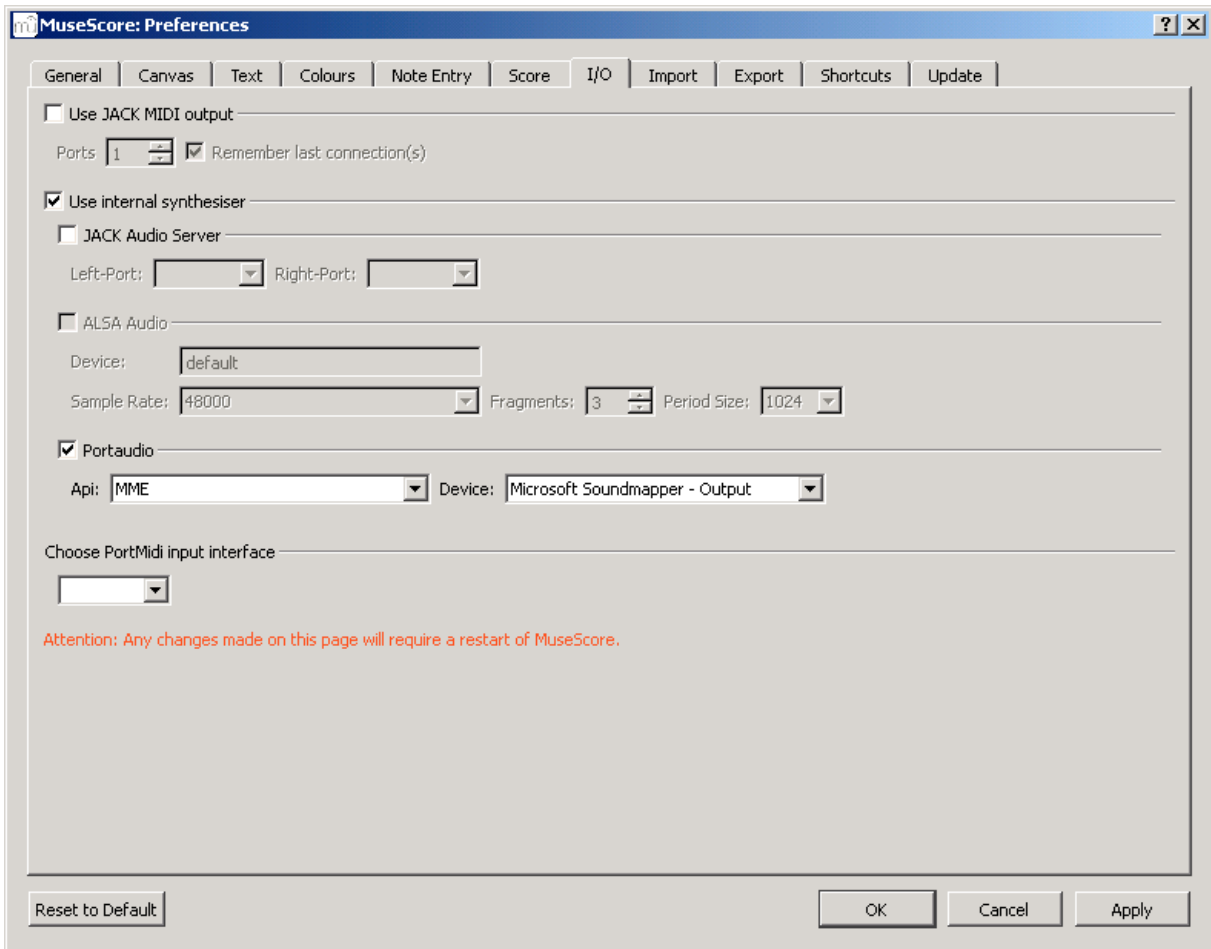 MuseScore: Preferences
General Canvas Text Colours Note Entry Score I/O Import Export Shortcuts Update
Use JACK MIDI output
Ports 1 Remember last connection(s)
Use internal synthesiser
JACK Audio Server
Left-Port: Right-Port:
ALSA Audio
Device: default
Sample Rate: 48000 Fragments: 3 Period Size: 1024
Portaudio
Api: MME Device: Microsoft Soundmapper - Output
Choose PortMidi input interface
Attention: Any changes made on this page will require a restart of MuseScore.
Reset to Default OK Cancel Apply